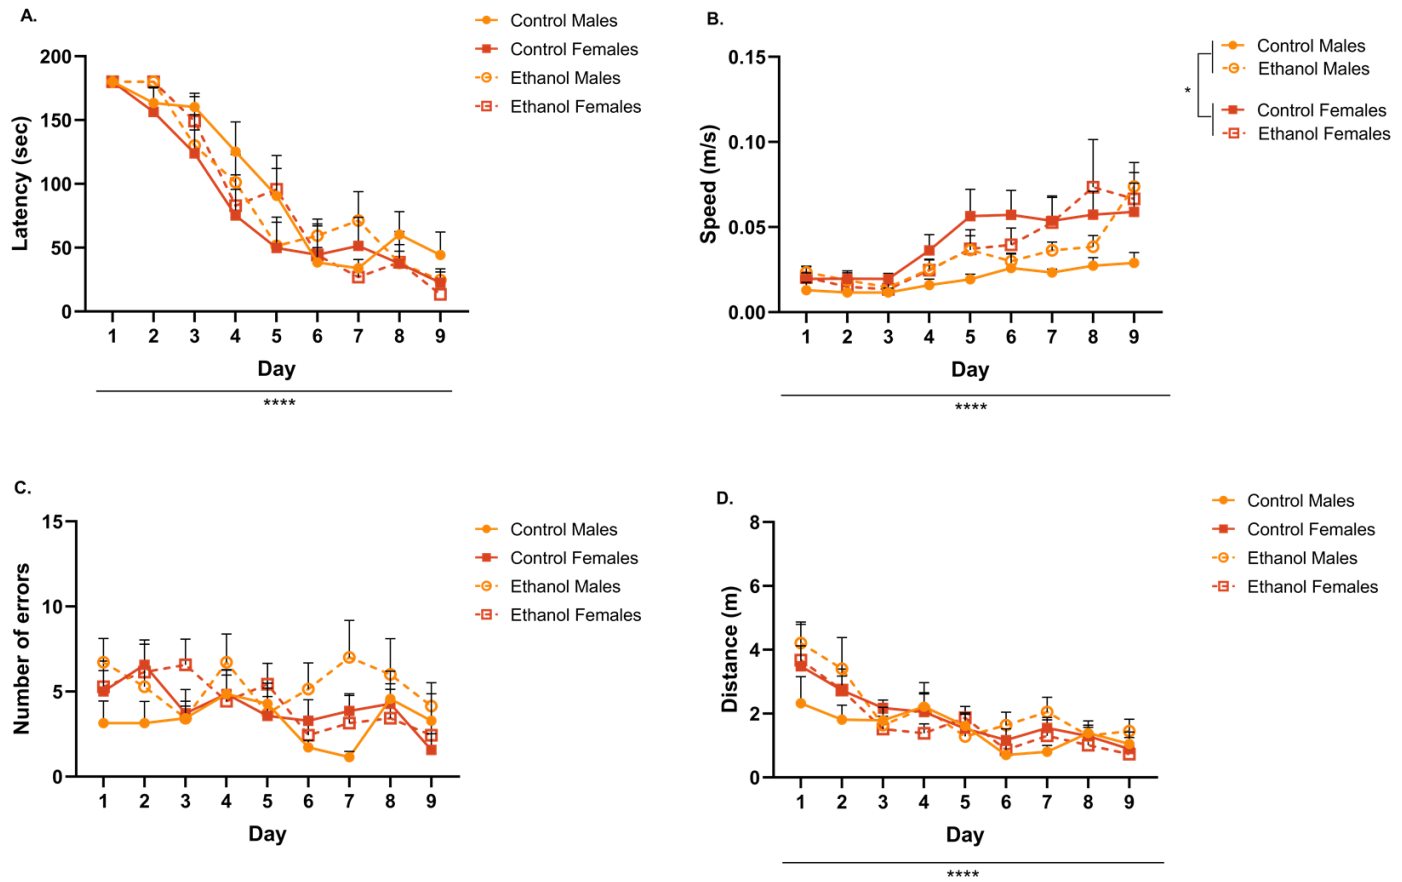 A.
Control Males
Control Females
Ethanol Males
Ethanol Females
200
150
100
50
0
Latency (sec)
1 2 3 4 5 6 7 8 9
Day
****
B.
Control Males
Ethanol Males
*
Control Females
Ethanol Females
0.15
0.10
0.05
0.00
Speed (m/s)
1 2 3 4 5 6 7 8 9
Day
****
C.
Control Males
Control Females
Ethanol Males
Ethanol Females
15
10
5
0
Number of errors
1 2 3 4 5 6 7 8 9
Day
D.
Control Males
Control Females
Ethanol Males
Ethanol Females
8
6
4
2
0
Distance (m)
1 2 3 4 5 6 7 8 9
Day
****